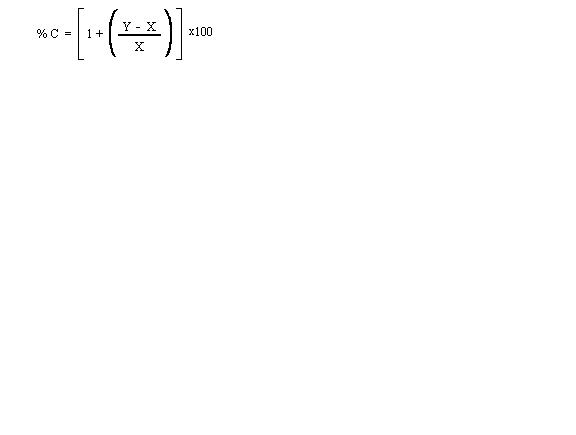 % C = [ 1 + ( Y - X / X ) ] x100